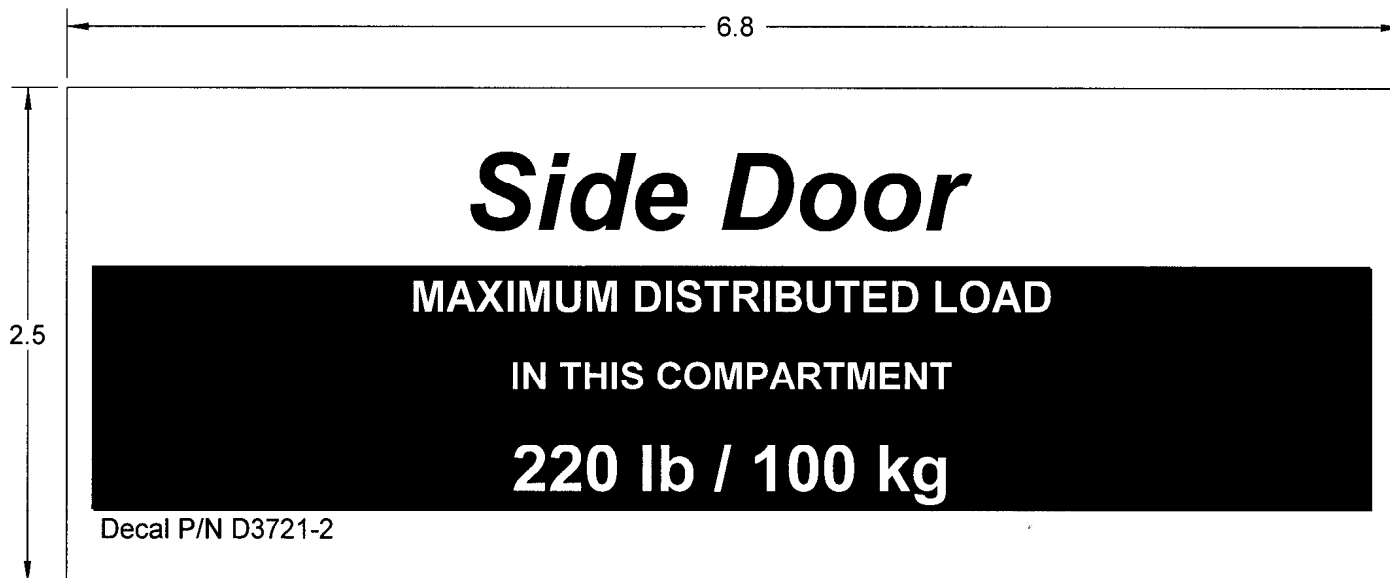 6.8
Side Door
MAXIMUM DISTRIBUTED LOAD
2.5
IN THIS COMPARTMENT
220 lb / 100 kg
Decal P/N D3721-2